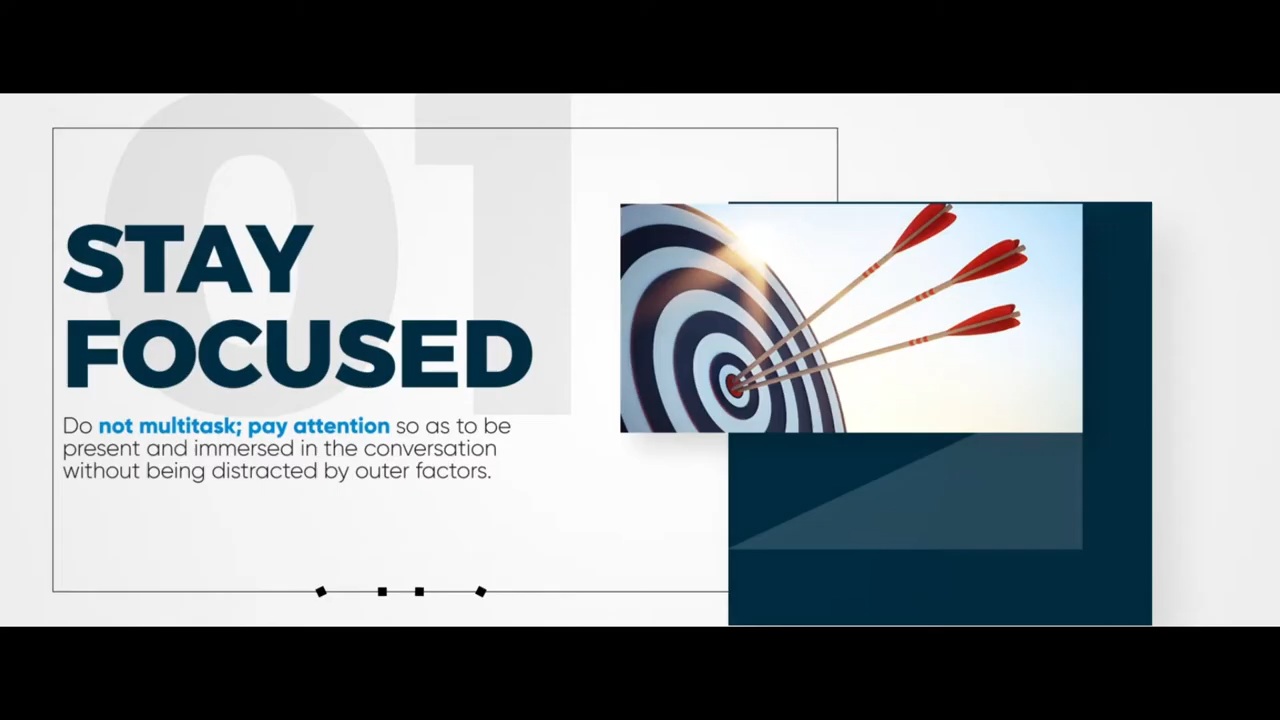 01
STAY
FOCUSED
Do not multitask; pay attention so as to be
present and immersed in the conversation
without being distracted by outer factors.